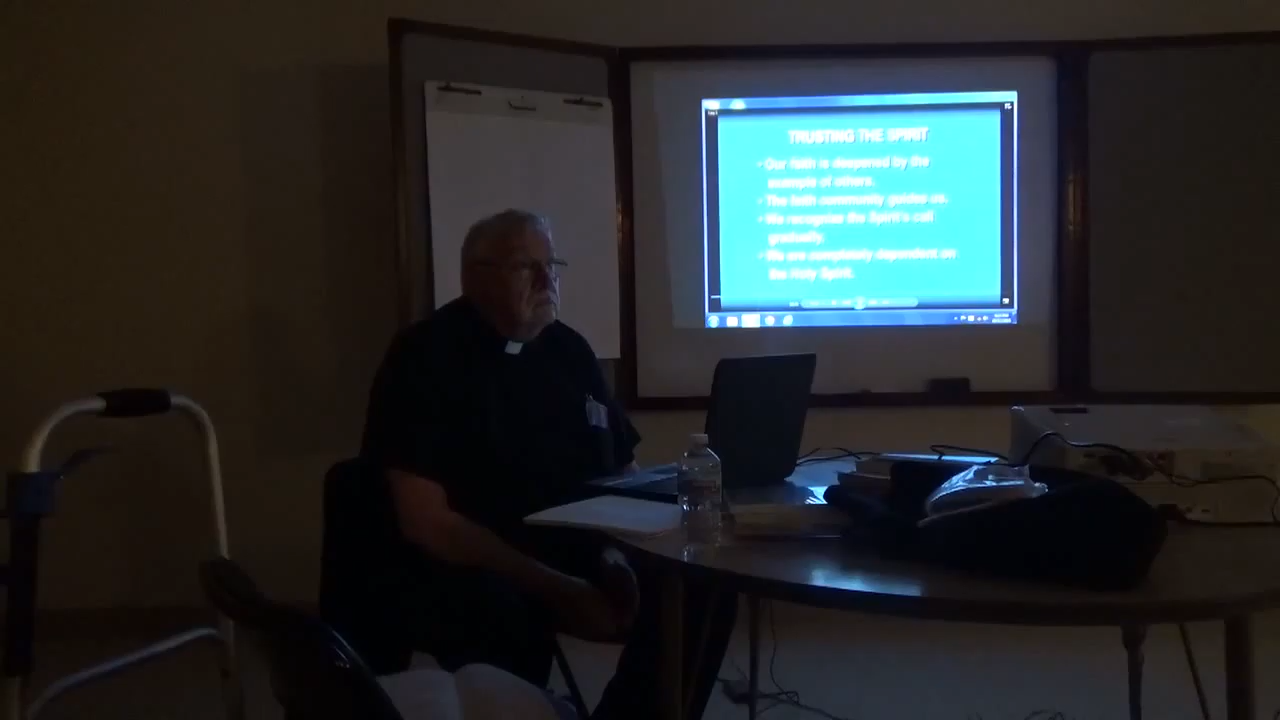 TRUSTING THE SPIRIT
• Our faith is deepened by the
example of others.
• The faith community guides us.
• We recognize the Spirit's call
gradually.
• We are completely dependent on
the Holy Spirit.